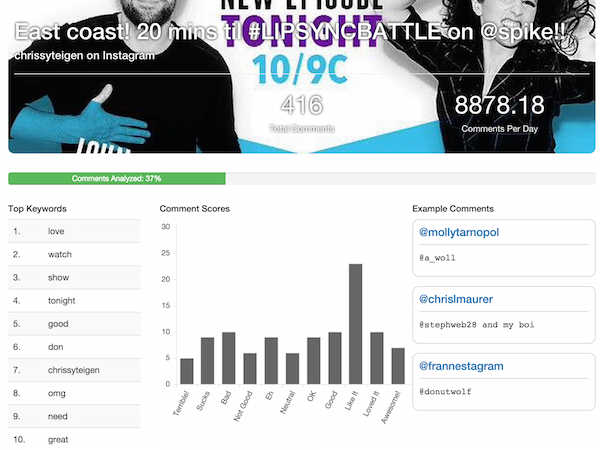 NEW EPISODE
East coast! 20 mins til #LIPSYNCBATTLE on @spike!!
TONIGHT
chrissyteigen on Instagram
10/9C
416
8878.18
Total Comments
Comments Per Day
Comments Analyzed: 37%
Top Keywords
1. love
2. watch
3. show
4. tonight
5. good
6. don
7. chrissyteigen
8. omg
9. need
10. great
Comment Scores
30
25
20
15
10
5
0
Terrible!
Sucks
Bad
Not Good
Eh
Neutral
OK
Good
Like It
Loved It
Awesome!
Example Comments
@mollytarnopol
@a_woll
@chrislmaurer
@stephweb28 and my boi
@frannestagram
@donutwolf